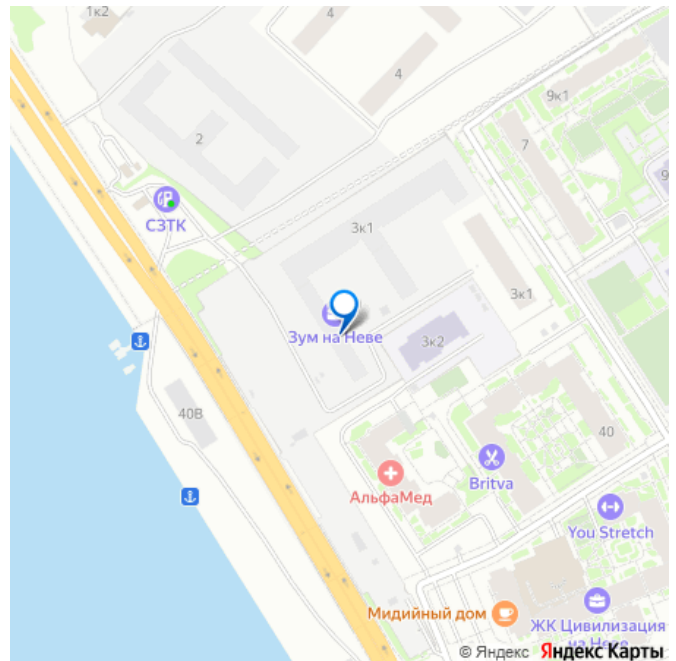 1к2
4
4
9к1
2
7
9
СЗТК
3к1
3к1
Зум на Неве
3к2
40В
40
АльфаМед
Britva
You Stretch
Мидийный дом
ЖК Цивилизация
на Неве
© Яндекс Яндекс Карты